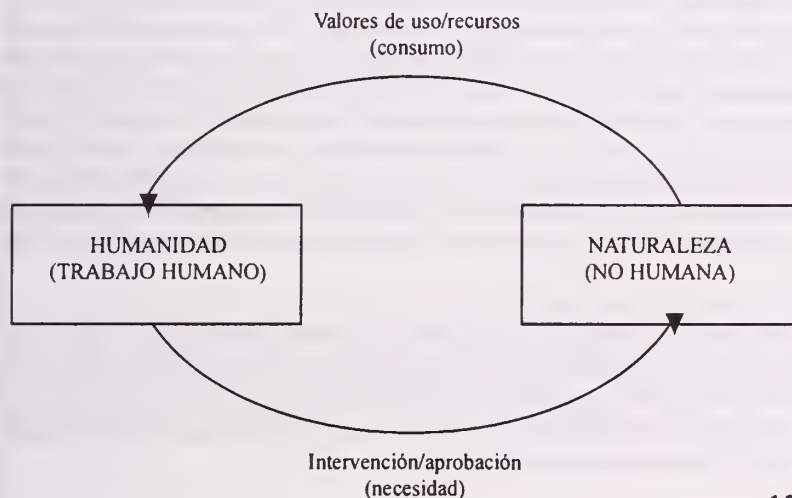 Valores de uso/recursos
(consumo)
HUMANIDAD
(TRABAJO HUMANO)
NATURALEZA
(NO HUMANA)
Intervención/aprobación
(necesidad)